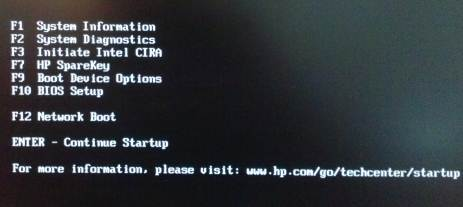 F1 System Information
F2 System Diagnostics
F3 Initiate Intel CIRA
F7 HP SpareKey
F9 Boot Device Options
F10 BIOS Setup
F12 Network Boot
ENTER - Continue Startup
For more information, please visit: www.hp.com/go/techcenter/startup